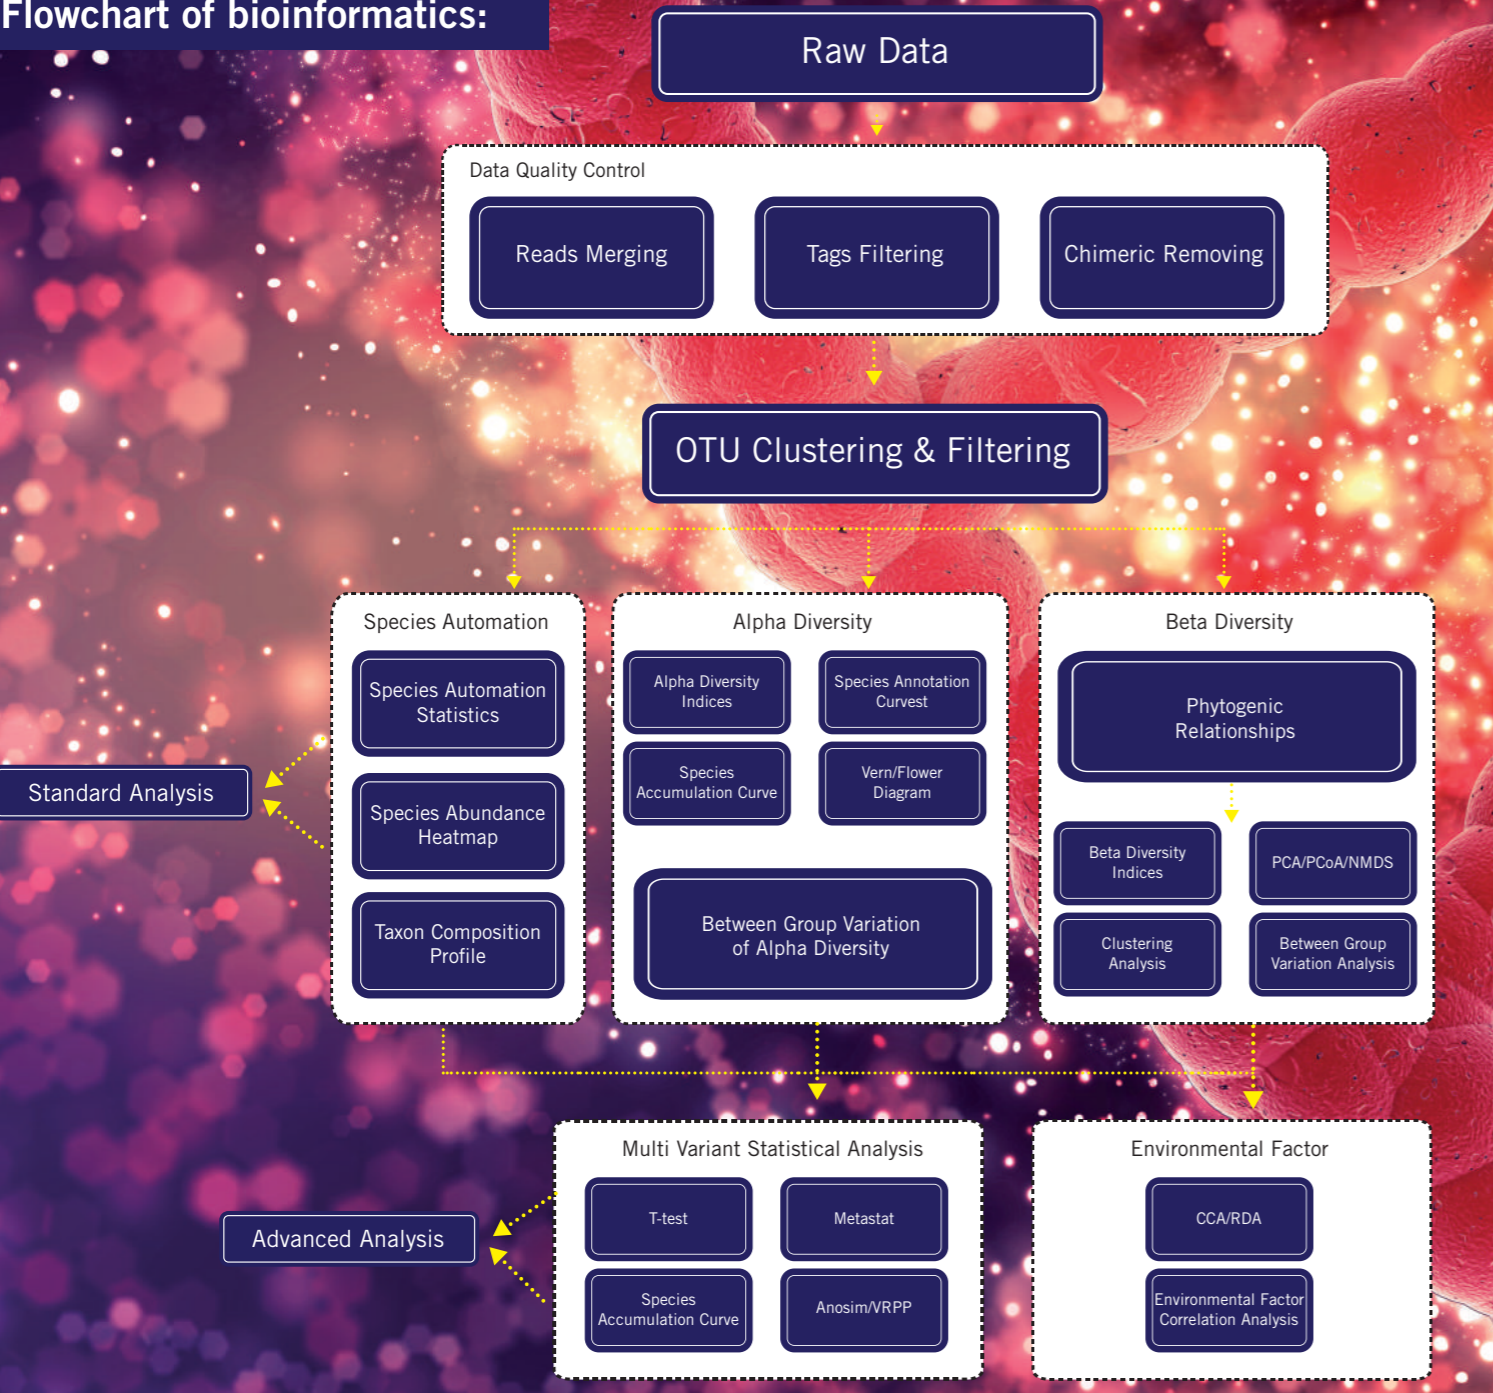 Flowchart of bioinformatics:
Raw Data
Data Quality Control
Reads Merging
Tags Filtering
Chimeric Removing
OTU Clustering & Filtering
Species Automation
Species Automation
Statistics
Species Abundance
Heatmap
Taxon Composition
Profile
Alpha Diversity
Alpha Diversity
Indices
Species Annotation
Curvest
Species
Accumulation Curve
Vern/Flower
Diagram
Between Group Variation
of Alpha Diversity
Beta Diversity
Phytogenic
Relationships
Beta Diversity
Indices
PCA/PCoA/NMDS
Clustering
Analysis
Between Group
Variation Analysis
Standard Analysis
Multi Variant Statistical Analysis
T-test
Metastat
Species
Accumulation Curve
Anosim/VRPP
Environmental Factor
CCA/RDA
Environmental Factor
Correlation Analysis
Advanced Analysis